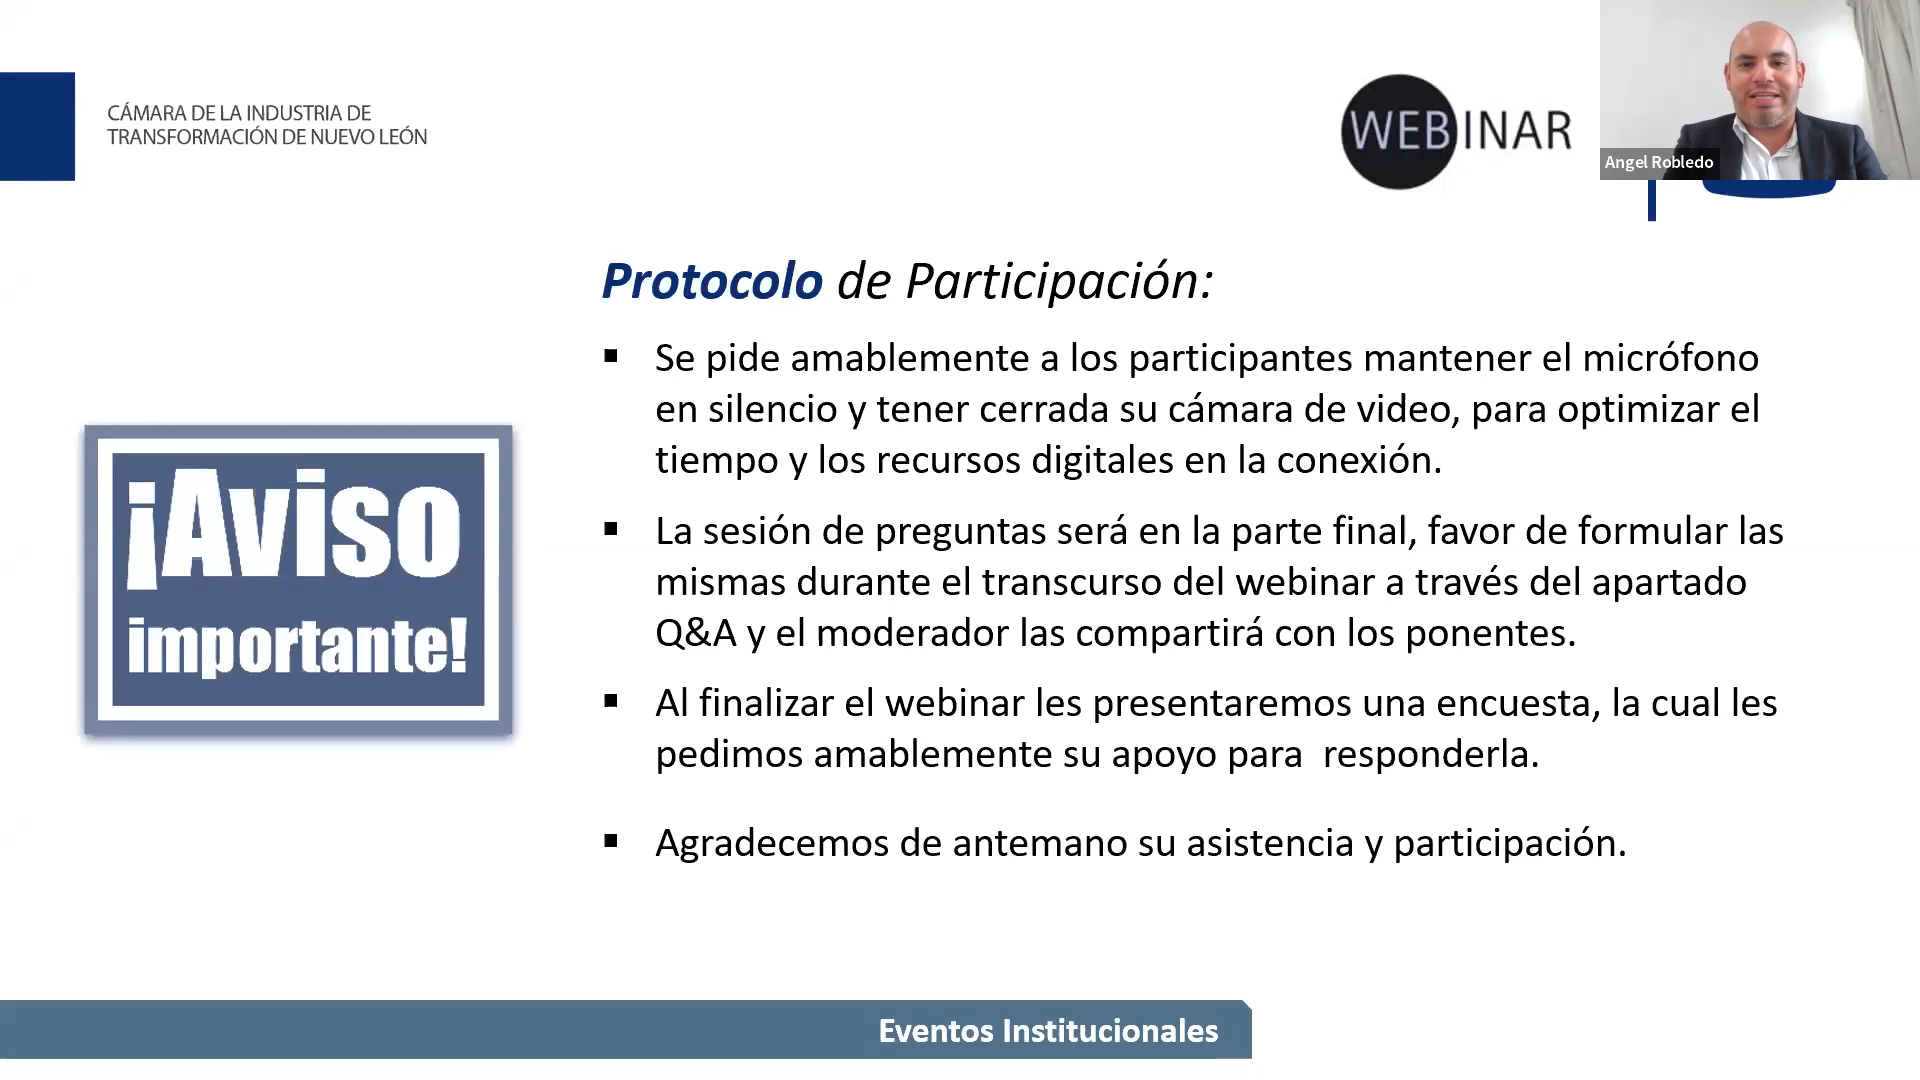 CÁMARA DE LA INDUSTRIA DE
TRANSFORMACIÓN DE NUEVO LEÓN
WEBINAR
Angel Robledo
Protocolo de Participación:
▪ Se pide amablemente a los participantes mantener el micrófono
en silencio y tener cerrada su cámara de video, para optimizar el
tiempo y los recursos digitales en la conexión.
▪ La sesión de preguntas será en la parte final, favor de formular las
mismas durante el transcurso del webinar a través del apartado
Q&A y el moderador las compartirá con los ponentes.
▪ Al finalizar el webinar les presentaremos una encuesta, la cual les
pedimos amablemente su apoyo para  responderla.
▪ Agradecemos de antemano su asistencia y participación.
¡Aviso
importante!
Eventos Institucionales